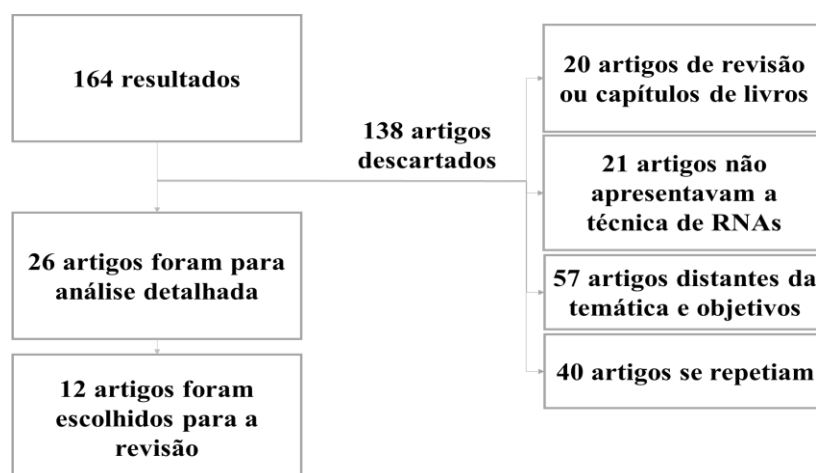 164 resultados
138 artigos
descartados
26 artigos foram para
análise detalhada
12 artigos foram
escolhidos para a
revisão
20 artigos de revisão
ou capítulos de livros
21 artigos não
apresentavam a
técnica de RNAs
57 artigos distantes da
temática e objetivos
40 artigos se repetiam